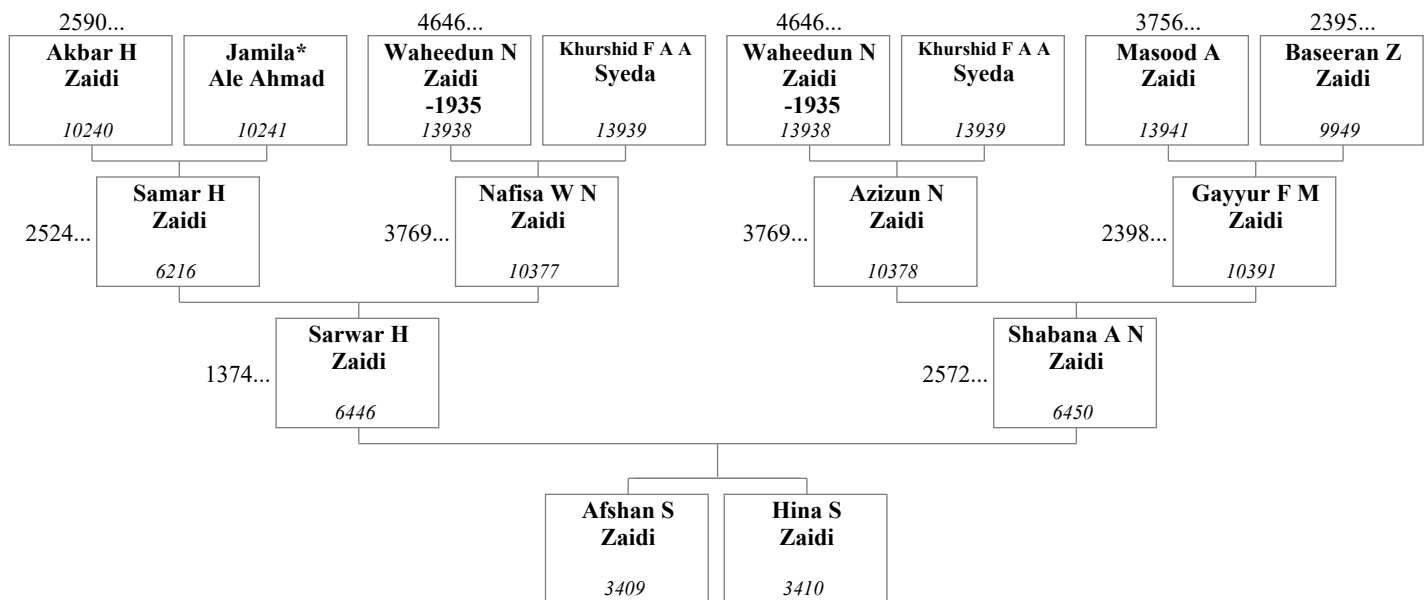 2590...
4646...
4646...
3756...
2395...
Akbar H
Zaidi
10240
Jamila*
Ale Ahmad
10241
Waheedun N
Zaidi
-1935
13938
Khurshid F A A
Syeda
13939
Waheedun N
Zaidi
-1935
13938
Khurshid F A A
Syeda
13939
Masood A
Zaidi
13941
Baseeran Z
Zaidi
9949
2524...
Samar H
Zaidi
6216
3769...
Nafisa W N
Zaidi
10377
3769...
Azizun N
Zaidi
10378
2398...
Gayyur F M
Zaidi
10391
1374...
Sarwar H
Zaidi
6446
2572...
Shabana A N
Zaidi
6450
Afshan S
Zaidi
3409
Hina S
Zaidi
3410